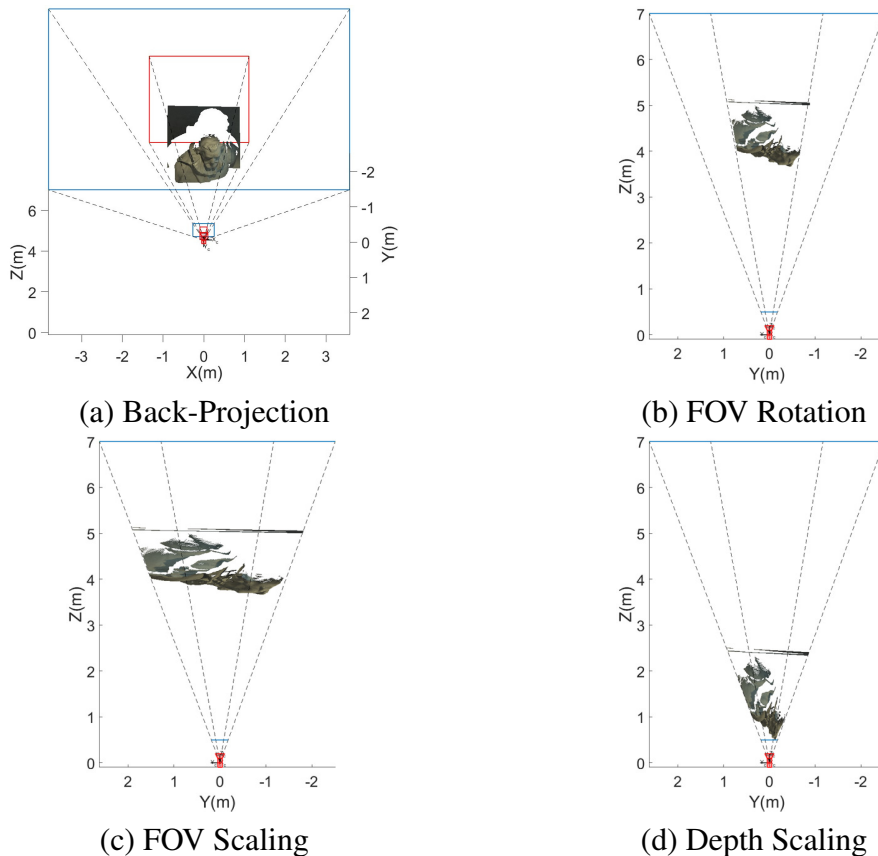 7
6
5
4
3
2
1
0
Z(m)
2 1 0 -1 -2
Y(m)
6
4
2
0
Z(m)
-2
-1
0
1
2
Y(m)
-3 -2 -1 0 1 2 3
X(m)
(a) Back-Projection
(b) FOV Rotation
7
6
5
4
3
2
1
0
Z(m)
2 1 0 -1 -2
Y(m)
7
6
5
4
3
2
1
0
Z(m)
2 1 0 -1 -2
Y(m)
(c) FOV Scaling
(d) Depth Scaling